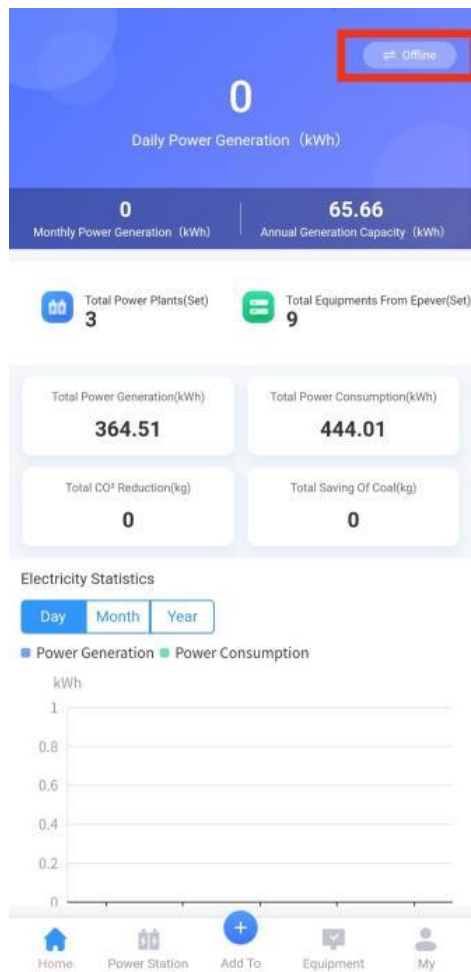 Offline
0
Daily Power Generation (kWh)
0
Monthly Power Generation (kWh)
65.66
Annual Generation Capacity (kWh)
Total Power Plants(Set)
3
Total Equipments From Epever(Set)
9
Total Power Generation(kWh)
364.51
Total Power Consumption(kWh)
444.01
Total CO² Reduction(kg)
0
Total Saving Of Coal(kg)
0
Electricity Statistics
Day Month Year
Power Generation Power Consumption
kWh
1
0.8
0.6
0.4
0.2
0
Home Power Station Add To Equipment My